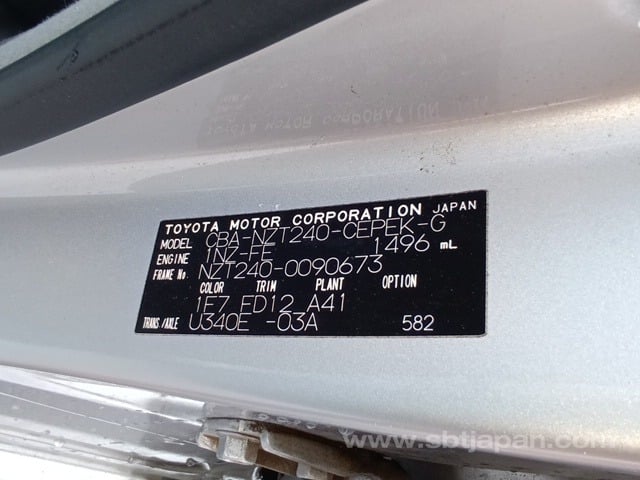 TOYOTA MOTOR CORPORATION JAPAN
MODEL CBA-NZT240-CEPEK-G
ENGINE 1NZ-FE 1496 mL
FRAME No. NZT240-0090673
COLOR TRIM PLANT OPTION
1F7 FD12 A41
TRANS/AXLE U340E -03A 582
www.sbtjapan.com